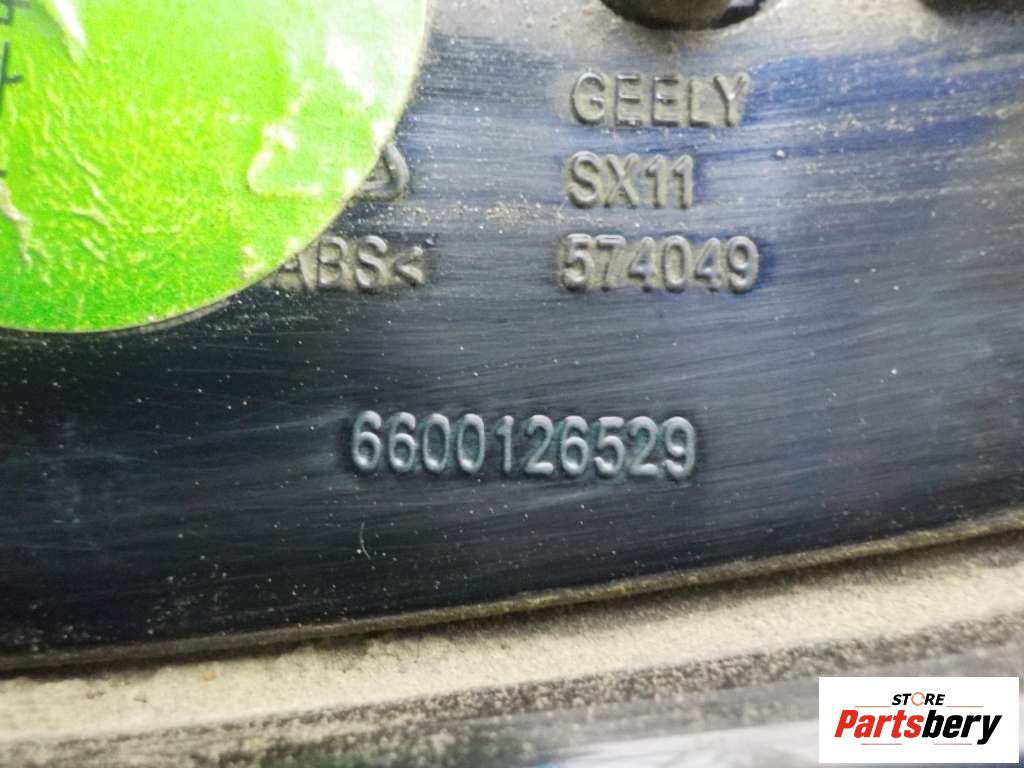 GEELY
SX11
ABS< 574049
6600126529
STORE
Partsbery